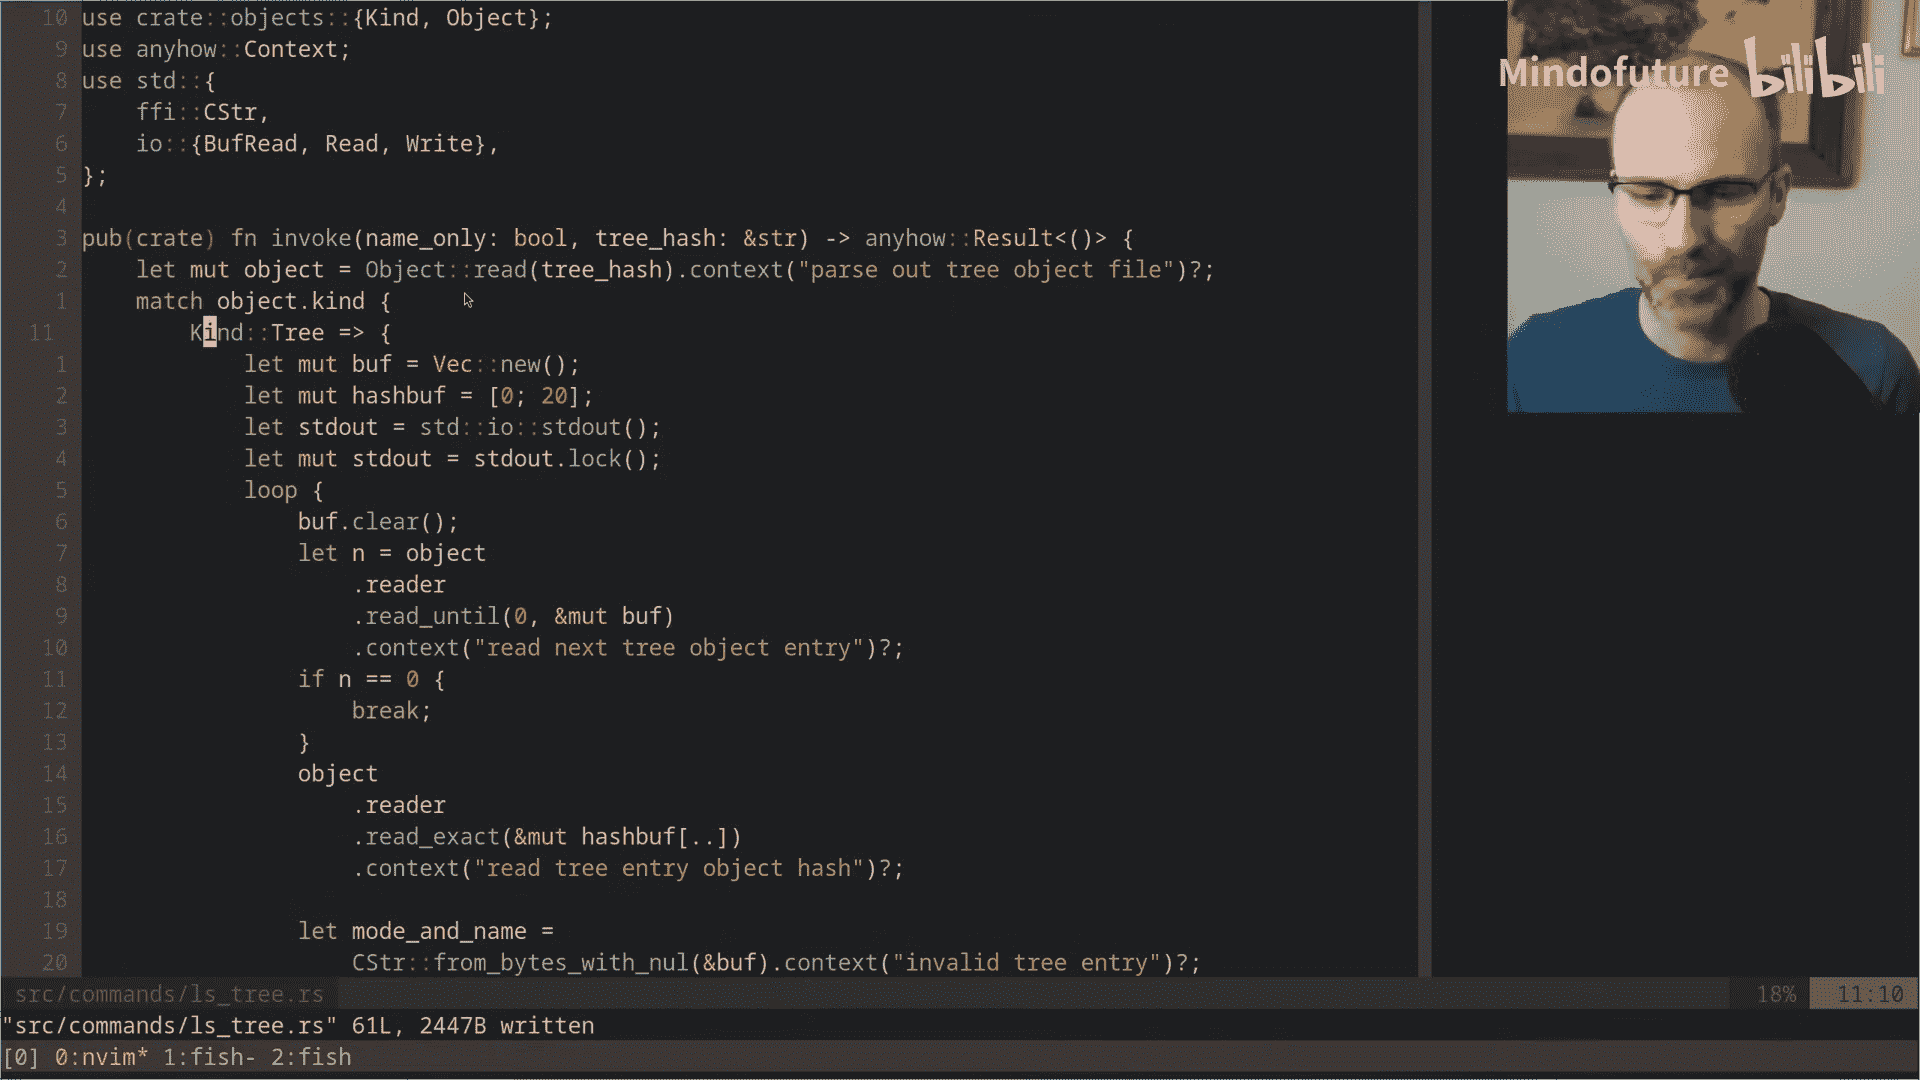 10 use crate::objects::{Kind, Object};
9 use anyhow::Context;
8 use std::{
7     ffi::CStr,
6     io::{BufRead, Read, Write},
5 };
4
3 pub(crate) fn invoke(name_only: bool, tree_hash: &str) -> anyhow::Result<()> {
2     let mut object = Object::read(tree_hash).context("parse out tree object file")?;
1     match object.kind {
11         Kind::Tree => {
1             let mut buf = Vec::new();
2             let mut hashbuf = [0; 20];
3             let stdout = std::io::stdout();
4             let mut stdout = stdout.lock();
5             loop {
6                 buf.clear();
7                 let n = object
8                     .reader
9                     .read_until(0, &mut buf)
10                     .context("read next tree object entry")?;
11                 if n == 0 {
12                     break;
13                 }
14                 object
15                     .reader
16                     .read_exact(&mut hashbuf[..])
17                     .context("read tree entry object hash")?;
18
19                 let mode_and_name =
20                     CStr::from_bytes_with_nul(&buf).context("invalid tree entry")?;
src/commands/ls_tree.rs 18% 11:10
"src/commands/ls_tree.rs" 61L, 2447B written
[0] 0:nvim* 1:fish- 2:fish
Mindofuture bilibili